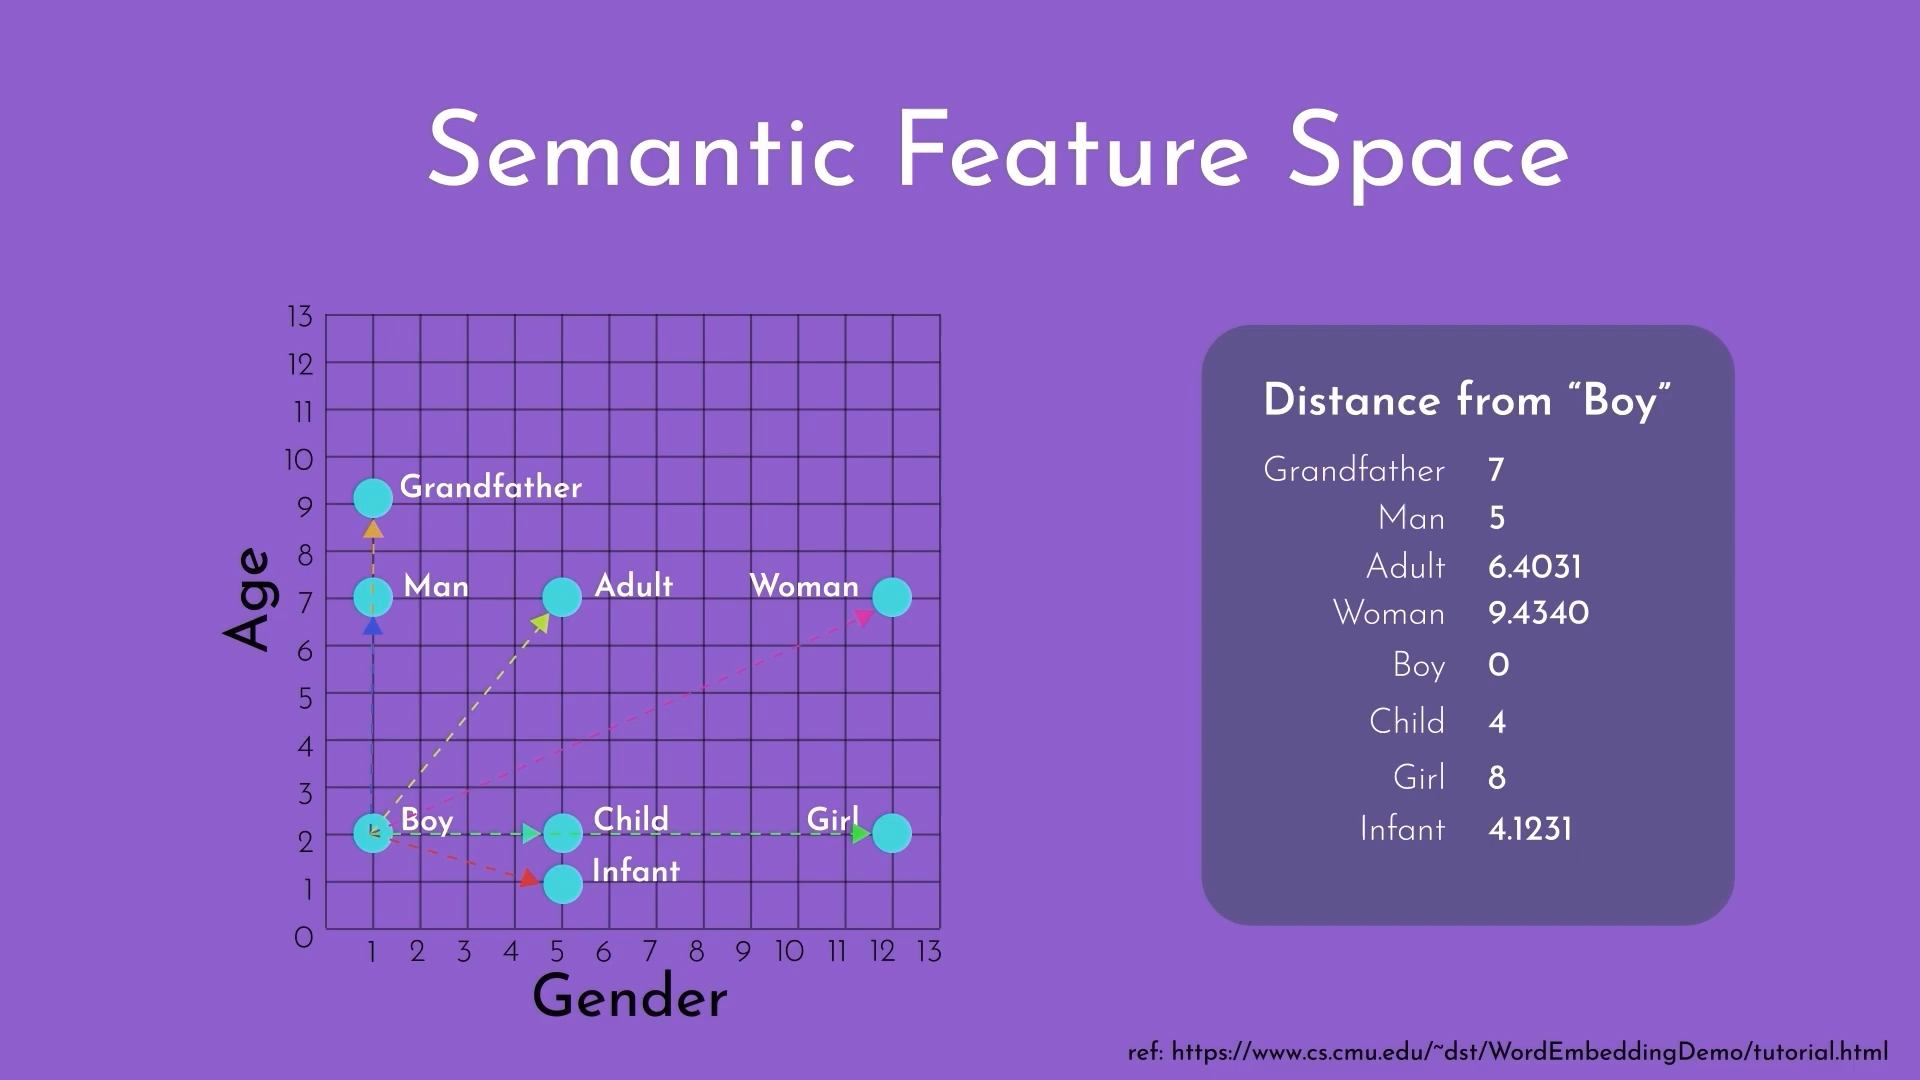 Semantic Feature Space
13
12
11
10
9
8
7
6
5
4
3
2
1
0
Age
Grandfather
Man
Adult
Woman
Boy
Child
Girl
Infant
1 2 3 4 5 6 7 8 9 10 11 12 13
Gender
Distance from “Boy”
Grandfather 7
Man 5
Adult 6.4031
Woman 9.4340
Boy 0
Child 4
Girl 8
Infant 4.1231
ref: https://www.cs.cmu.edu/~dst/WordEmbeddingDemo/tutorial.html